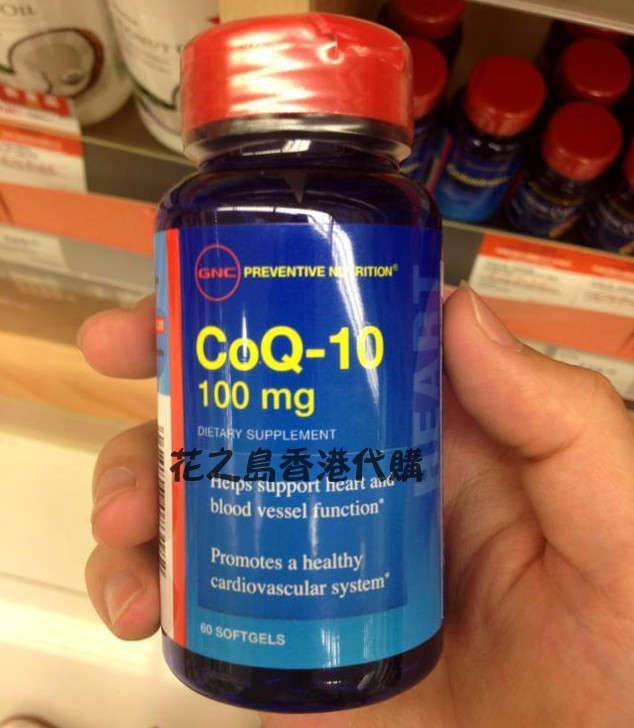 OIL
GNC PREVENTIVE NUTRITION®
CoQ-10
100 mg
DIETARY SUPPLEMENT
花之島香港代購
Helps support heart and
blood vessel function*
Promotes a healthy
cardiovascular system*
60 SOFTGELS
HEART